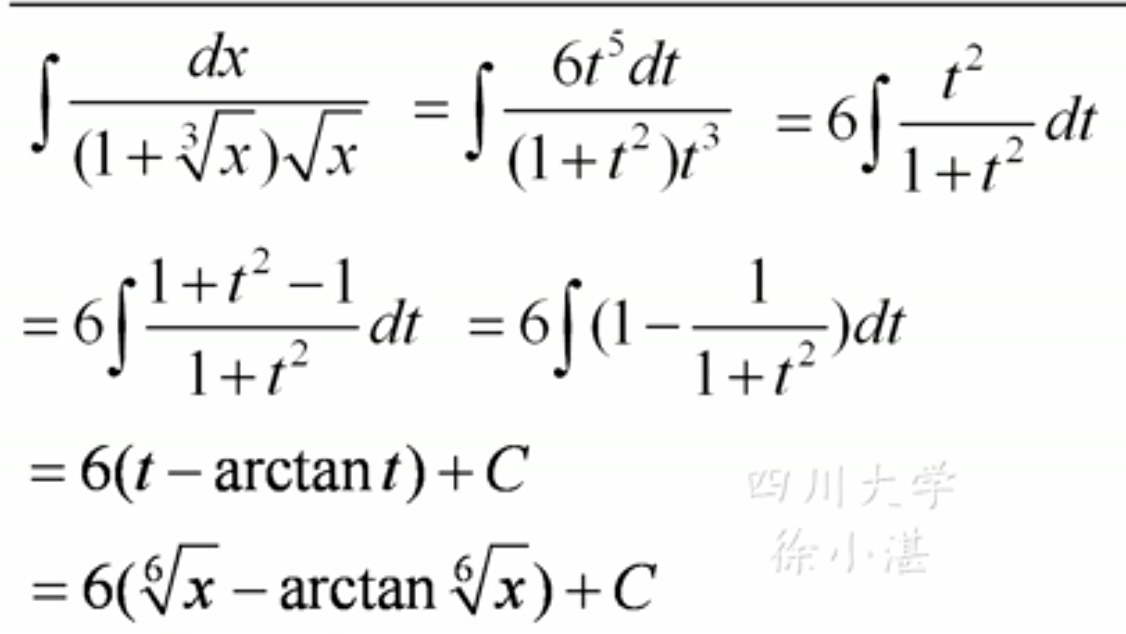 ∫ dx / ((1+∛x)√x) = ∫ 6t⁵dt / ((1+t²)t³) = 6∫ t² / (1+t²) dt
= 6∫ (1+t²−1) / (1+t²) dt = 6∫(1− 1 / (1+t²))dt
= 6(t − arctan t) + C
= 6(⁶√x − arctan ⁶√x) + C
四川大学
徐小湛